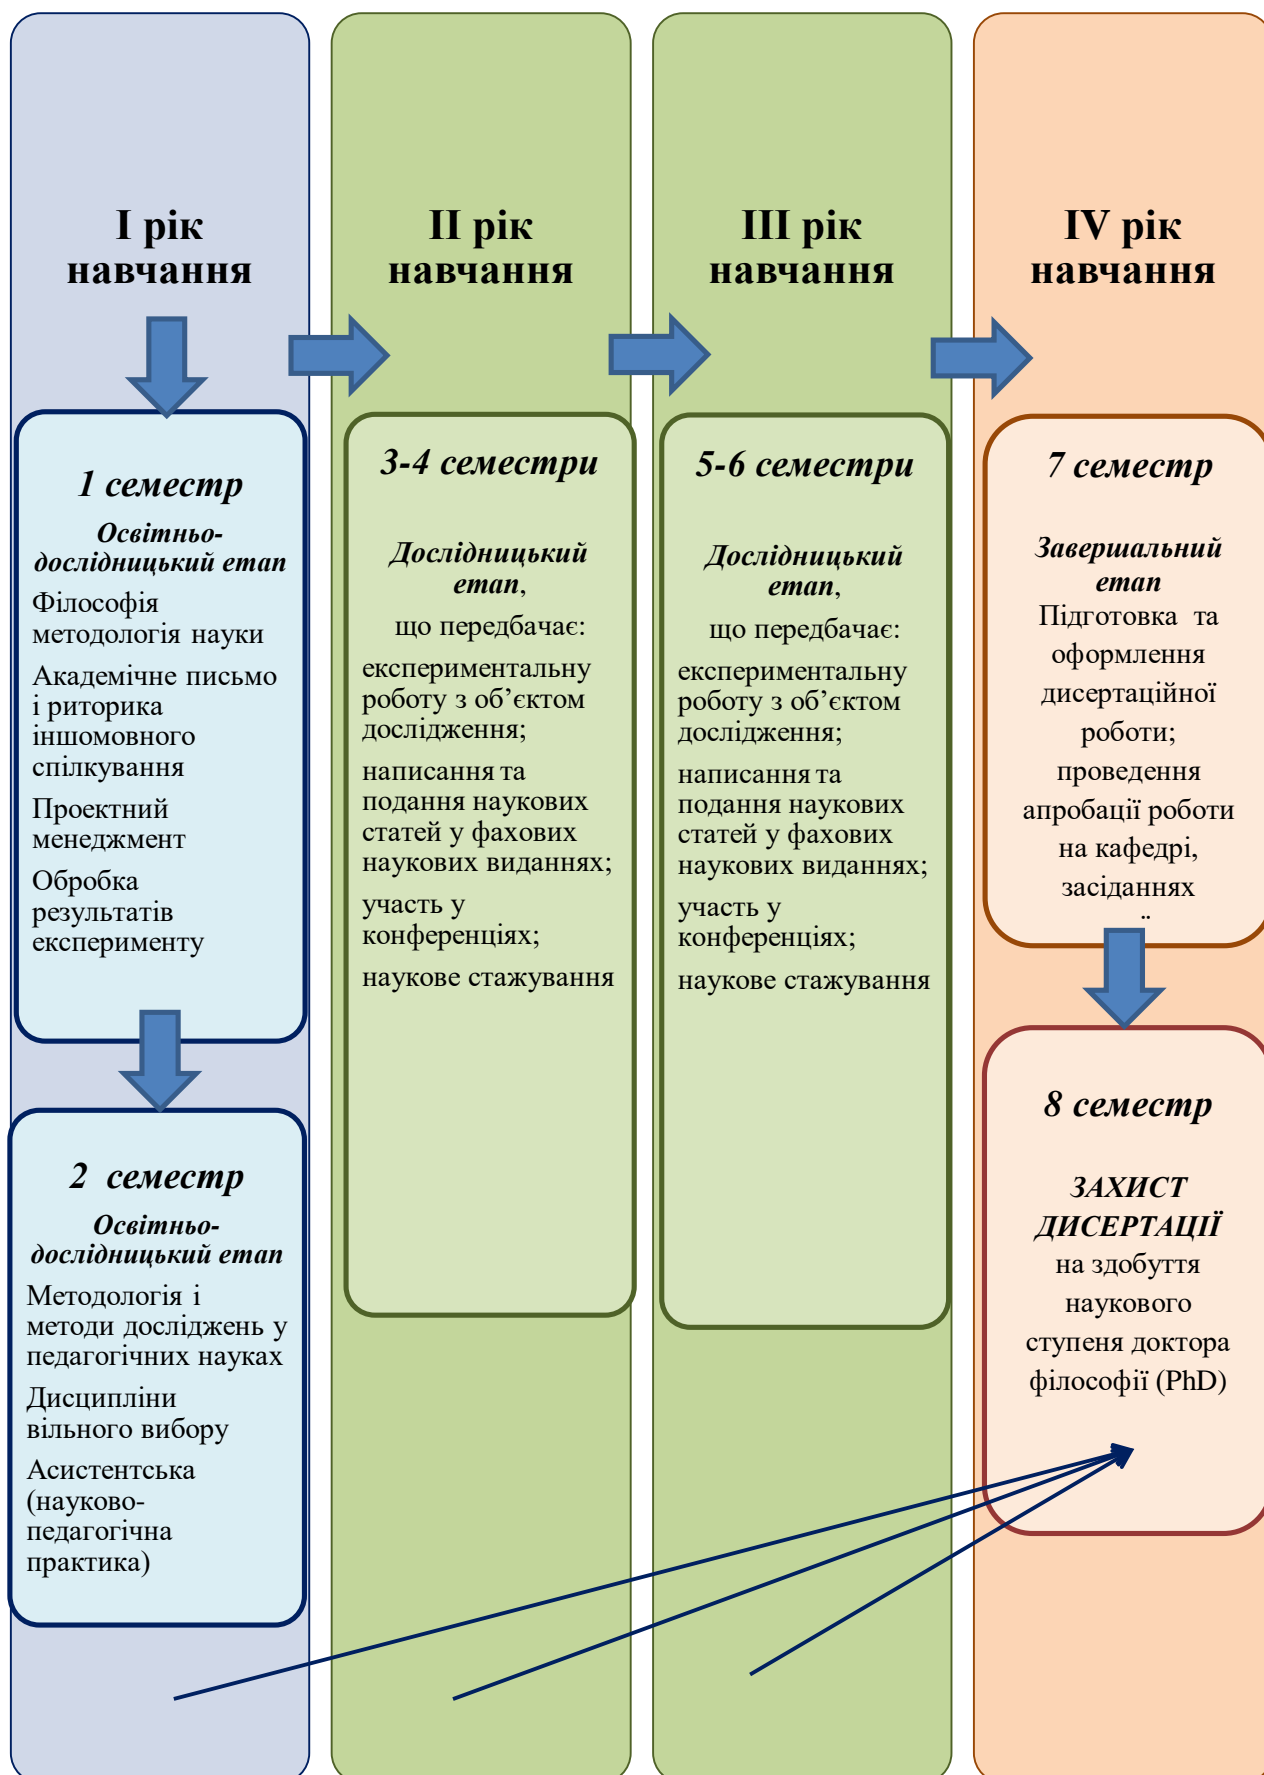 I рік
навчання
1 семестр
Освітньо-
дослідницький етап
Філософія
методологія науки
Академічне письмо
і риторика
іншомовного
спілкування
Проектний
менеджмент
Обробка
результатів
експерименту
2 семестр
Освітньо-
дослідницький етап
Методологія і
методи досліджень у
педагогічних науках
Дисципліни
вільного вибору
Асистентська
(науково-
педагогічна
практика)
II рік
навчання
3-4 семестри
Дослідницький
етап,
що передбачає:
експериментальну
роботу з об’єктом
дослідження;
написання та
подання наукових
статей у фахових
наукових виданнях;
участь у
конференціях;
наукове стажування
III рік
навчання
5-6 семестри
Дослідницький
етап,
що передбачає:
експериментальну
роботу з об’єктом
дослідження;
написання та
подання наукових
статей у фахових
наукових виданнях;
участь у
конференціях;
наукове стажування
IV рік
навчання
7 семестр
Завершальний
етап
Підготовка та
оформлення
дисертаційної
роботи;
проведення
апробації роботи
на кафедрі,
засіданнях
8 семестр
ЗАХИСТ
ДИСЕРТАЦІЇ
на здобуття
наукового
ступеня доктора
філософії (PhD)